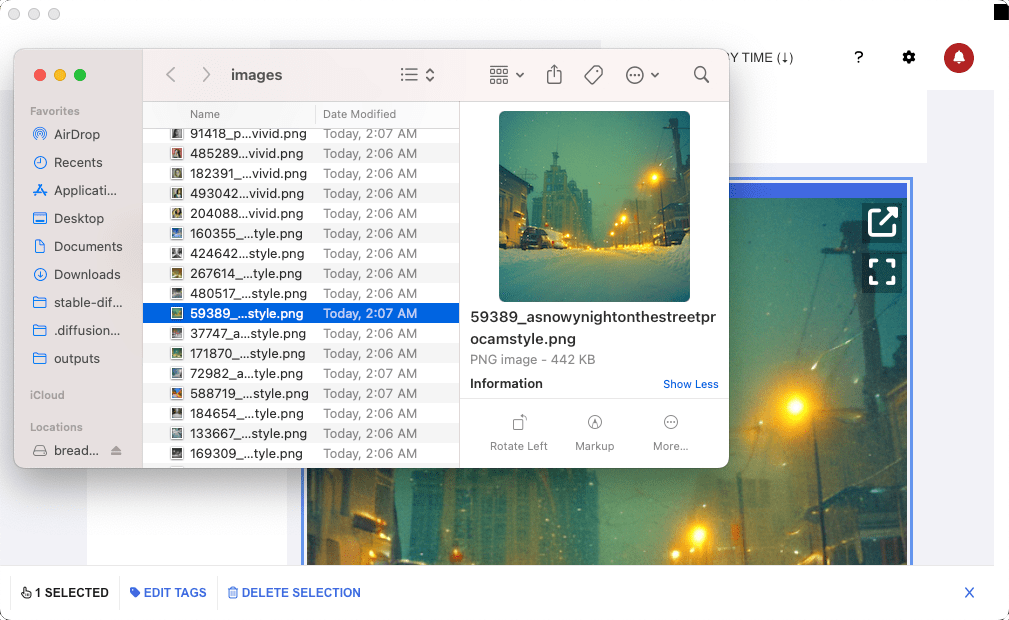 Y TIME (↓)
?
images
Favorites
AirDrop
Recents
Applicati...
Desktop
Documents
Downloads
stable-dif...
.diffusion...
outputs
iCloud
Locations
bread...
Name Date Modified
91418_p...vivid.png Today, 2:07 AM
485289...vivid.png Today, 2:06 AM
182391_...vivid.png Today, 2:06 AM
493042...vivid.png Today, 2:06 AM
204088...vivid.png Today, 2:06 AM
160355_...tyle.png Today, 2:06 AM
424642...style.png Today, 2:06 AM
267614_...tyle.png Today, 2:06 AM
480517_...style.png Today, 2:06 AM
59389_...style.png Today, 2:07 AM
37747_a...style.png Today, 2:06 AM
171870_...style.png Today, 2:06 AM
72982_a...tyle.png Today, 2:07 AM
588719_...style.png Today, 2:06 AM
184654_...tyle.png Today, 2:06 AM
133667_...style.png Today, 2:06 AM
169309_...tyle.png Today, 2:06 AM
59389_asnowynightonthestreetpr
ocamstyle.png
PNG image - 442 KB
Information Show Less
Rotate Left Markup More...
1 SELECTED EDIT TAGS DELETE SELECTION